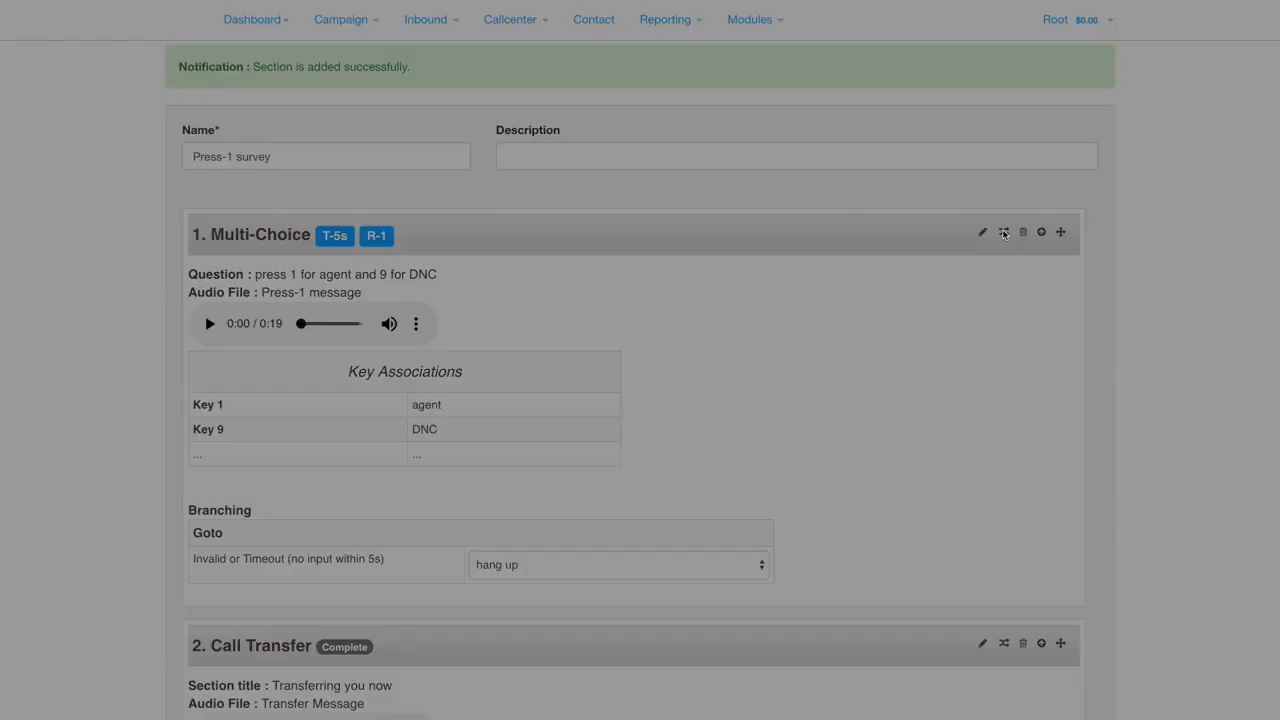 Dashboard Campaign Inbound Callcenter Contact Reporting Modules Root $0.00
Notification : Section is added successfully.
Name* Description
Press-1 survey
1. Multi-Choice T-5s R-1
Question : press 1 for agent and 9 for DNC
Audio File : Press-1 message
0:00 / 0:19
Key Associations
Key 1 agent
Key 9 DNC
... ...
Branching
Goto
Invalid or Timeout (no input within 5s) hang up
2. Call Transfer Complete
Section title : Transferring you now
Audio File : Transfer Message